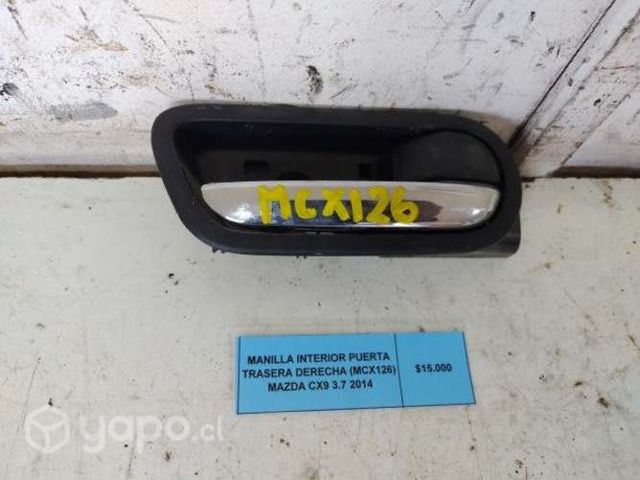 MCX126
MANILLA INTERIOR PUERTA
TRASERA DERECHA (MCX126)
MAZDA CX9 3.7 2014
$15.000
yapo.cl